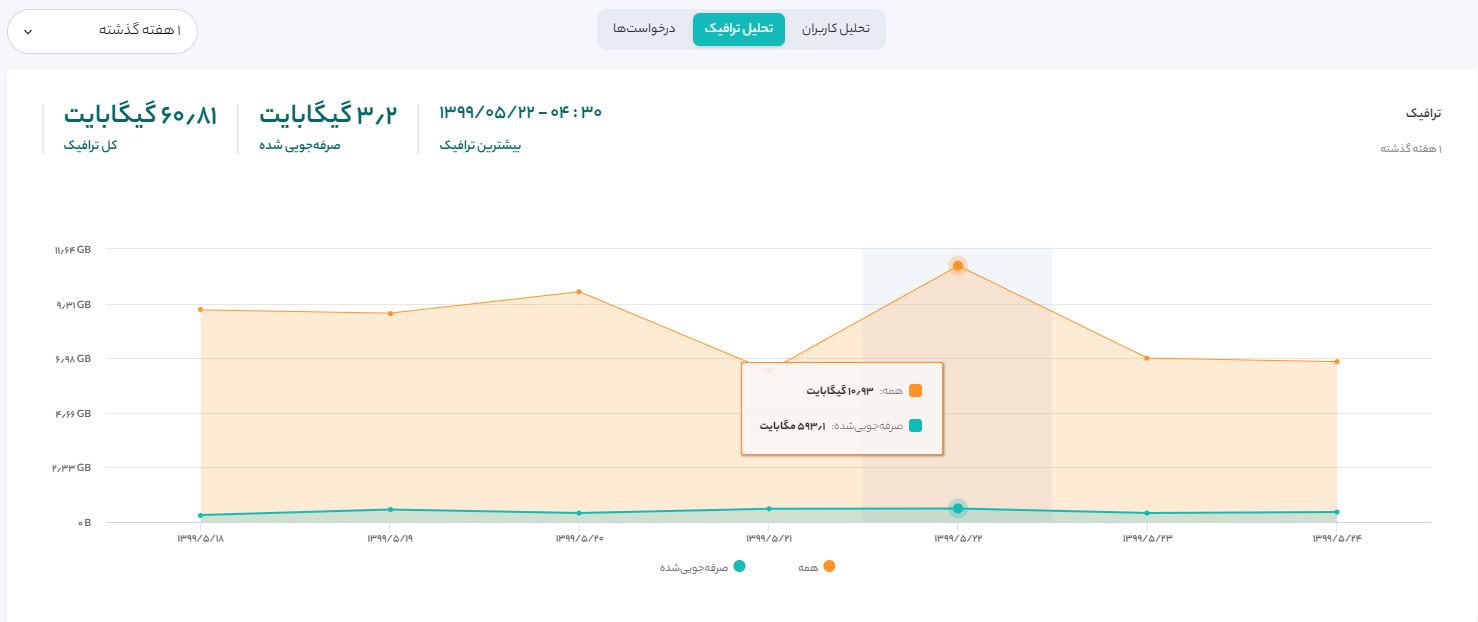 تحلیل کاربران
تحلیل ترافیک
درخواست‌ها
۱ هفته گذشته
ترافیک
۱ هفته گذشته
۱۳۹۹/۰۵/۲۲ - ۰۴ : ۳۰
بیشترین ترافیک
۳٫۲ گیگابایت
صرفه‌جویی شده
۶۰٫۸۱ گیگابایت
کل ترافیک
۱۱٫۶۴ GB
۹٫۳۱ GB
۶٫۹۸ GB
۴٫۶۶ GB
۲٫۳۳ GB
۰ B
همه: ۱۰٫۹۳ گیگابایت
صرفه‌جویی‌شده: ۵۹۳٫۱ مگابایت
۱۳۹۹/۵/۱۸
۱۳۹۹/۵/۱۹
۱۳۹۹/۵/۲۰
۱۳۹۹/۵/۲۱
۱۳۹۹/۵/۲۲
۱۳۹۹/۵/۲۳
۱۳۹۹/۵/۲۴
همه
صرفه‌جویی‌شده